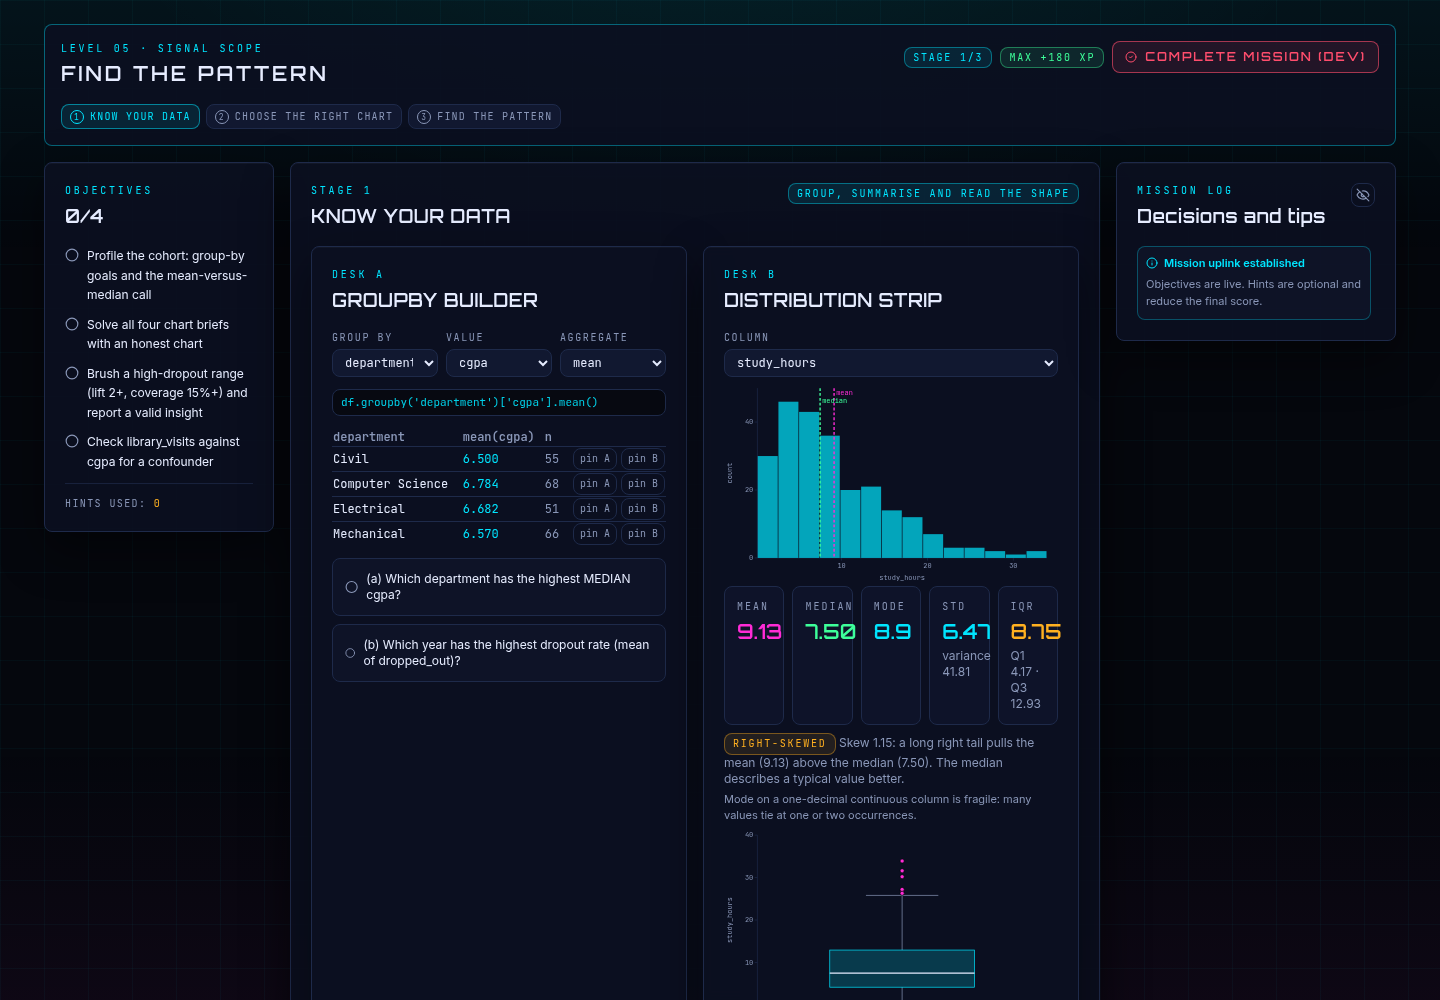 LEVEL 05 · SIGNAL SCOPE
FIND THE PATTERN
STAGE 1/3
MAX +180 XP
COMPLETE MISSION (DEV)
1 KNOW YOUR DATA
2 CHOOSE THE RIGHT CHART
3 FIND THE PATTERN
OBJECTIVES
0/4
Profile the cohort: group-by
goals and the mean-versus-
median call
Solve all four chart briefs
with an honest chart
Brush a high-dropout range
(lift 2+, coverage 15%+) and
report a valid insight
Check library_visits against
cgpa for a confounder
HINTS USED: 0
STAGE 1
KNOW YOUR DATA
GROUP, SUMMARISE AND READ THE SHAPE
DESK A
GROUPBY BUILDER
GROUP BY VALUE AGGREGATE
department cgpa mean
df.groupby('department')['cgpa'].mean()
department mean(cgpa) n
Civil 6.500 55 pin A pin B
Computer Science 6.784 68 pin A pin B
Electrical 6.682 51 pin A pin B
Mechanical 6.570 66 pin A pin B
(a) Which department has the highest MEDIAN
cgpa?
(b) Which year has the highest dropout rate (mean
of dropped_out)?
DESK B
DISTRIBUTION STRIP
COLUMN
study_hours
mean
median
40
20
0
count
10 20 30
study_hours
MEAN
9.13
MEDIAN
7.50
MODE
8.9
STD
6.47
variance
41.81
IQR
8.75
Q1
4.17 ·
Q3
12.93
RIGHT-SKEWED Skew 1.15: a long right tail pulls the
mean (9.13) above the median (7.50). The median
describes a typical value better.
Mode on a one-decimal continuous column is fragile: many
values tie at one or two occurrences.
40
30
20
10
study_hours
MISSION LOG
Decisions and tips
Mission uplink established
Objectives are live. Hints are optional and
reduce the final score.